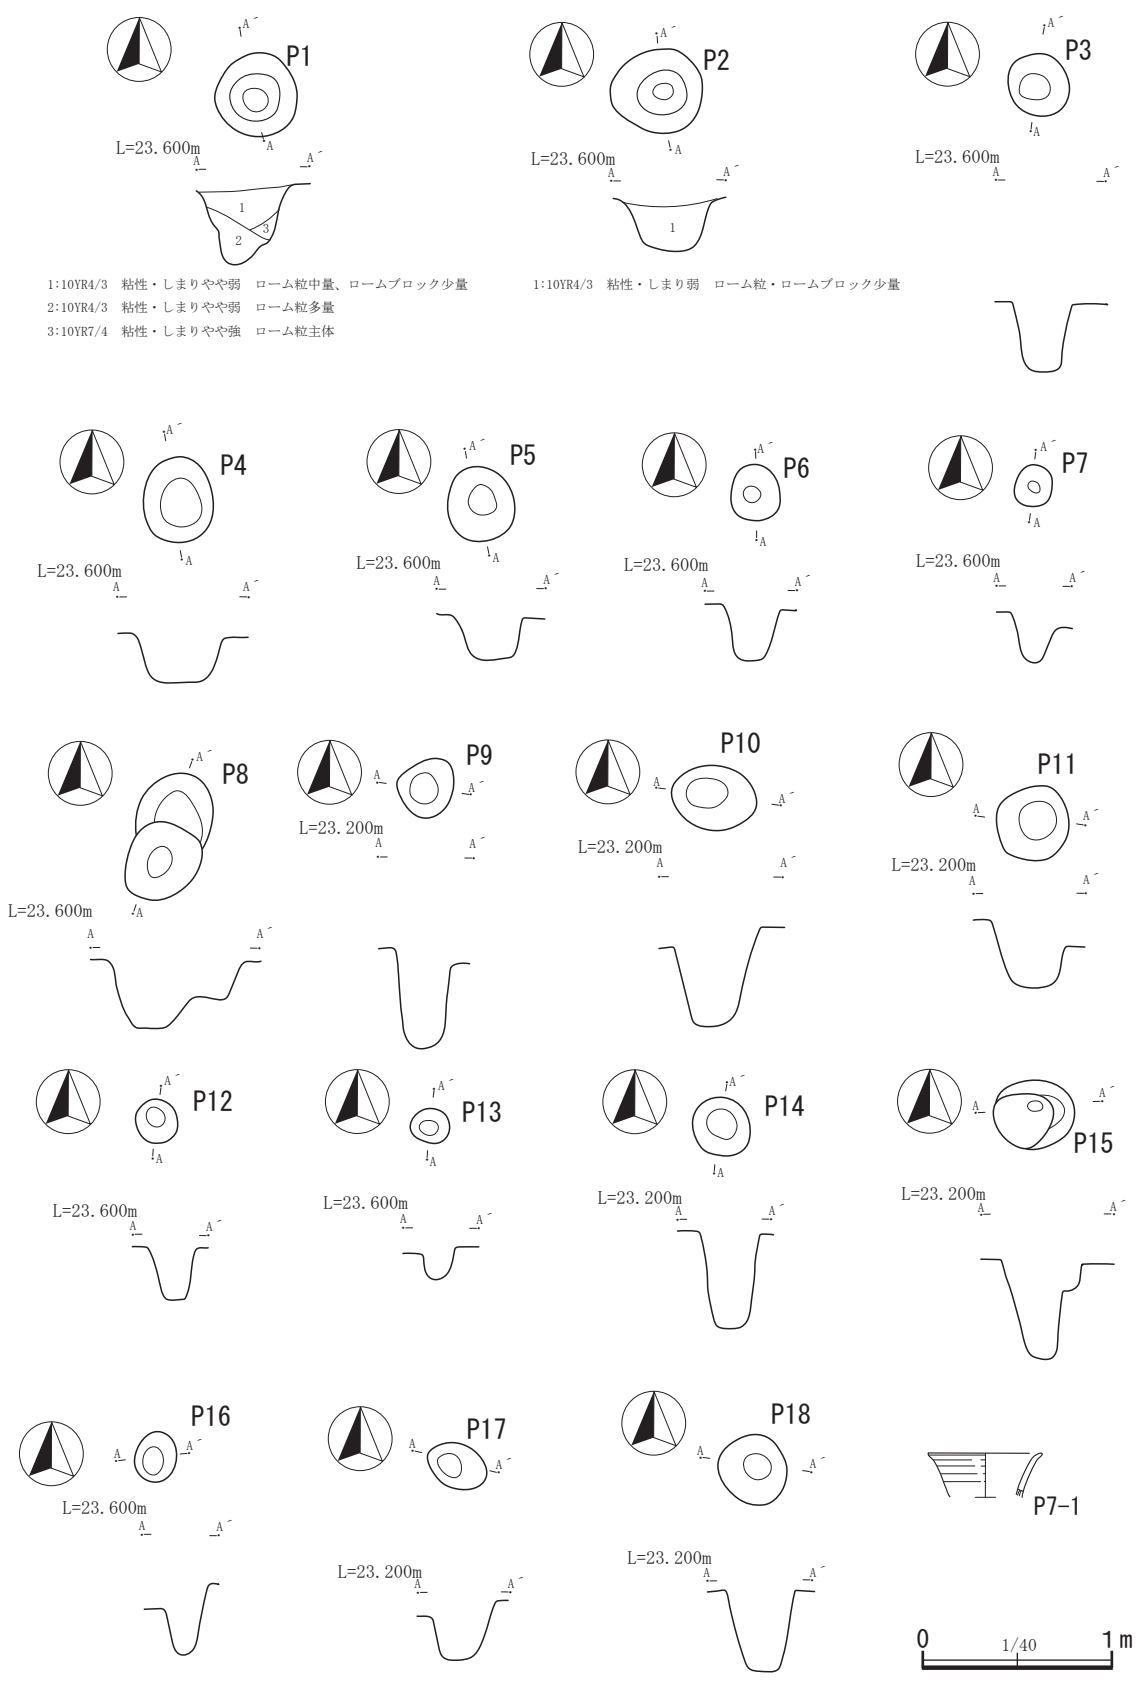 A´
P1
A
L=23.600m
A
A´
1
2
3
1:10YR4/3 粘性・しまりやや弱 ローム粒中量、ロームブロック少量
2:10YR4/3 粘性・しまりやや弱 ローム粒多量
3:10YR7/4 粘性・しまりやや強 ローム粒主体
A´
P2
A
L=23.600m
A
A´
1
1:10YR4/3 粘性・しまり弱 ローム粒・ロームブロック少量
A´
P3
A
L=23.600m
A
A´
A´
P4
A
L=23.600m
A
A´
A´
P5
A
L=23.600m
A
A´
A´
P6
A
L=23.600m
A
A´
A´
P7
A
L=23.600m
A
A´
A´
P8
A
L=23.600m
A
A´
P9
A
A´
L=23.200m
A
A´
P10
A
A´
L=23.200m
A
A´
P11
A
A´
L=23.200m
A
A´
A´
P12
A
L=23.600m
A
A´
A´
P13
A
L=23.600m
A
A´
A´
P14
A
L=23.200m
A
A´
A
A´
P15
L=23.200m
A
A´
P16
A
A´
L=23.600m
A
A´
P17
A
A´
L=23.200m
A
A´
P18
A
A´
L=23.200m
A
A´
P7-1
0 1/40 1m